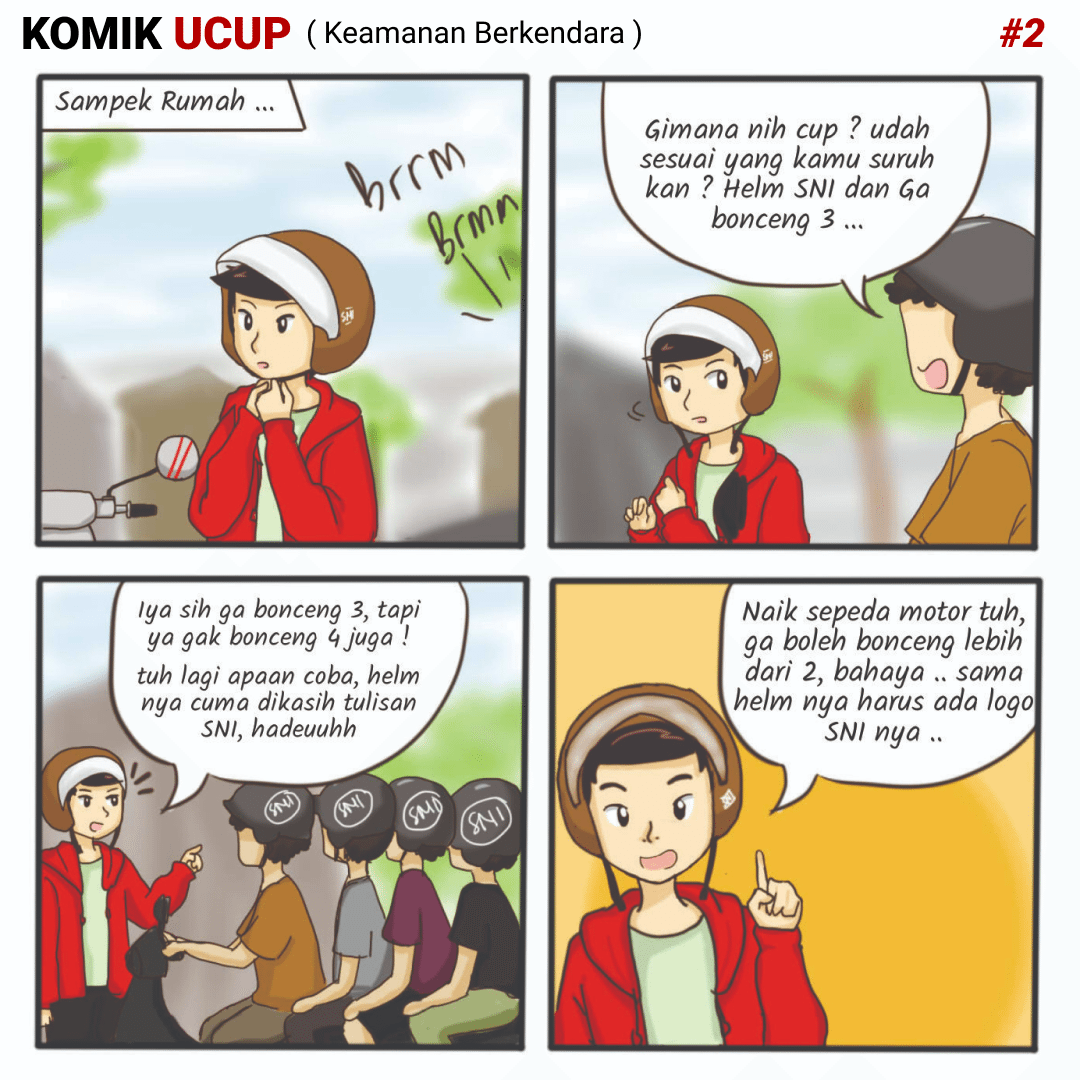 KOMIK UCUP ( Keamanan Berkendara ) #2
Sampek Rumah ...
Brrm
Brmm
SNI
Gimana nih cup ? udah
sesuai yang kamu suruh
kan ? Helm SNI dan Ga
bonceng 3 ...
SNI
Iya sih ga bonceng 3, tapi
ya gak bonceng 4 juga !
tuh lagi apaan coba, helm
nya cuma dikasih tulisan
SNI, hadeuuhh
SNI
SNI
SNI
SNI
Naik sepeda motor tuh,
ga boleh bonceng lebih
dari 2, bahaya .. sama
helm nya harus ada logo
SNI nya ..